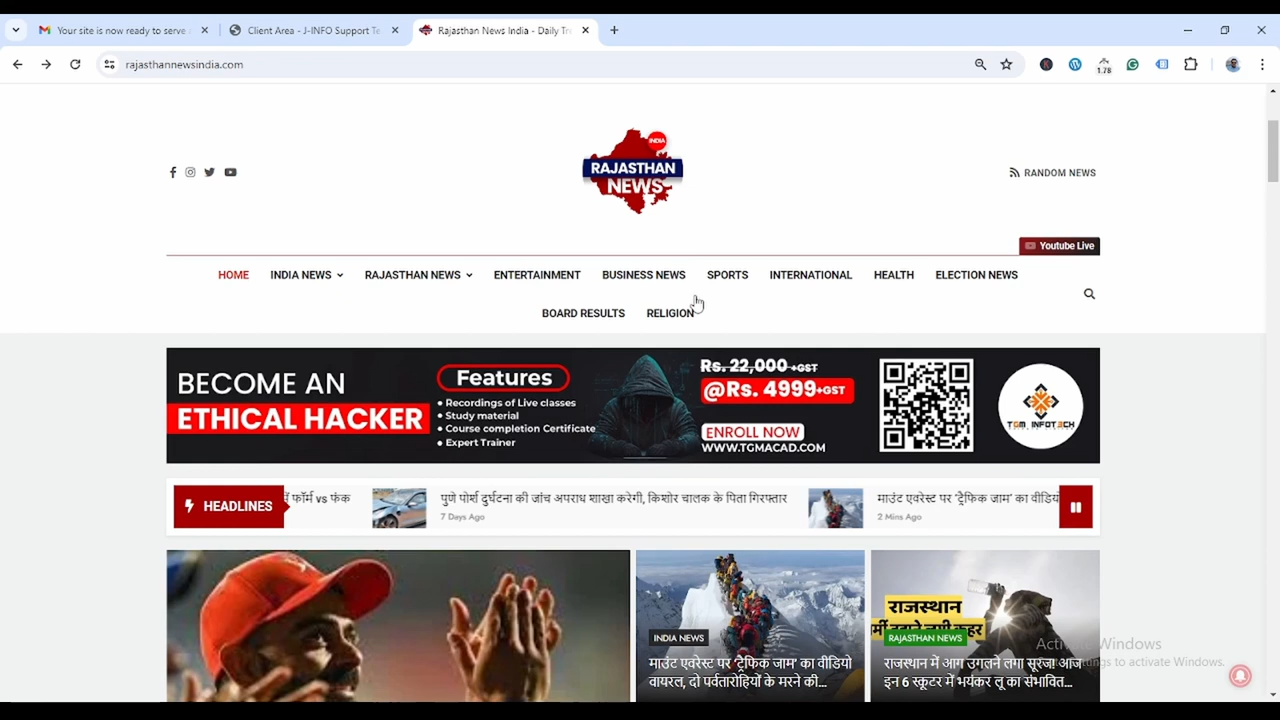 Your site is now ready to serve
Client Area - J-INFO Support Te
Rajasthan News India - Daily Tr
rajasthannewsindia.com
1.78
INDIA
RAJASTHAN
NEWS
RANDOM NEWS
Youtube Live
HOME INDIA NEWS RAJASTHAN NEWS ENTERTAINMENT BUSINESS NEWS SPORTS INTERNATIONAL HEALTH ELECTION NEWS
BOARD RESULTS RELIGION
BECOME AN
ETHICAL HACKER
Features
• Recordings of Live classes
• Study material
• Course completion Certificate
• Expert Trainer
Rs. 22,000 +GST
@Rs. 4999+GST
ENROLL NOW
WWW.TGMACAD.COM
TGM INFOTECH
HEADLINES
फॉर्म vs फंक
पुणे पोर्श दुर्घटना की जांच अपराध शाखा करेगी, किशोर चालक के पिता गिरफ्तार
7 Days Ago
माउंट एवरेस्ट पर 'ट्रैफिक जाम' का वीडियो
2 Mins Ago
INDIA NEWS
माउंट एवरेस्ट पर 'ट्रैफिक जाम' का वीडियो
वायरल, दो पर्वतारोहियों के मरने की...
राजस्थान
RAJASTHAN NEWS
राजस्थान में आग उगलने लगा सूरज! आज
इन 6 स्कूटर में भयंकर लू का संभावित...
Activate Windows
to activate Windows.